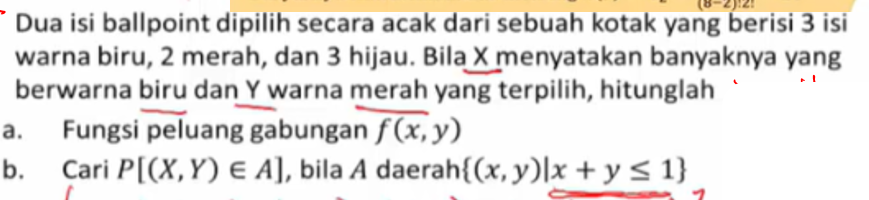 (8−2)!2!
Dua isi ballpoint dipilih secara acak dari sebuah kotak yang berisi 3 isi
warna biru, 2 merah, dan 3 hijau. Bila X menyatakan banyaknya yang
berwarna biru dan Y warna merah yang terpilih, hitunglah
a. Fungsi peluang gabungan f(x, y)
b. Cari P[(X, Y) ∈ A], bila A daerah{(x, y)|x + y ≤ 1}